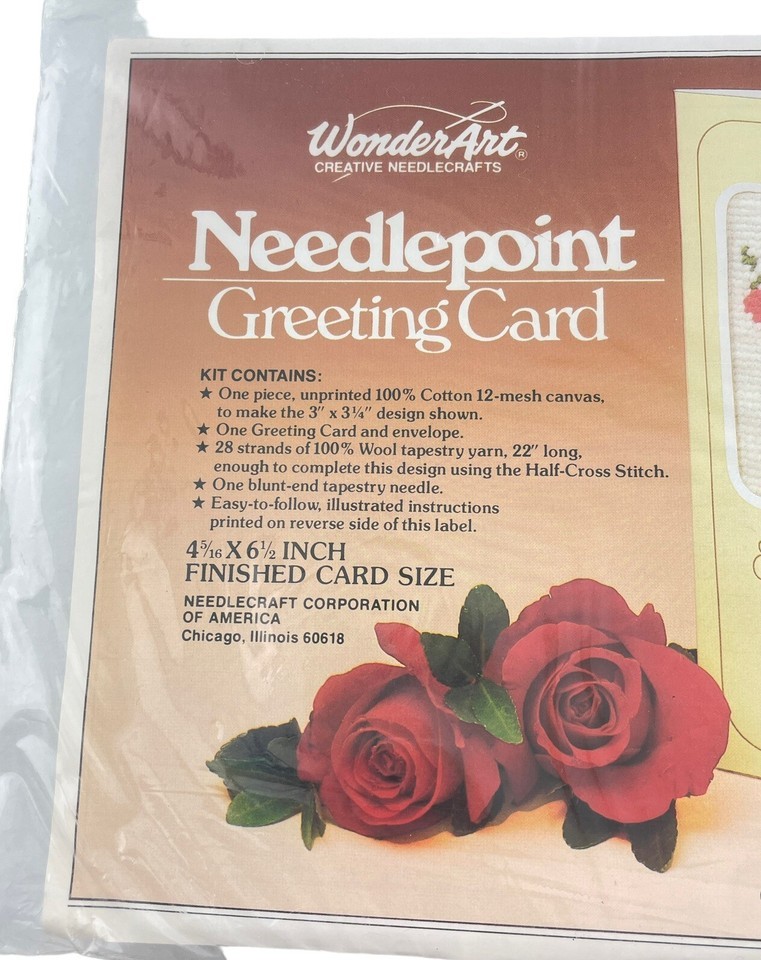 WonderArt®
CREATIVE NEEDLECRAFTS
Needlepoint
Greeting Card
KIT CONTAINS:
★ One piece, unprinted 100% Cotton 12-mesh canvas,
to make the 3″ x 3¼″ design shown.
★ One Greeting Card and envelope.
★ 28 strands of 100% Wool tapestry yarn, 22″ long,
enough to complete this design using the Half-Cross Stitch.
★ One blunt-end tapestry needle.
★ Easy-to-follow, illustrated instructions
printed on reverse side of this label.
4⁵⁄₁₆ X 6½ INCH
FINISHED CARD SIZE
NEEDLECRAFT CORPORATION
OF AMERICA
Chicago, Illinois 60618